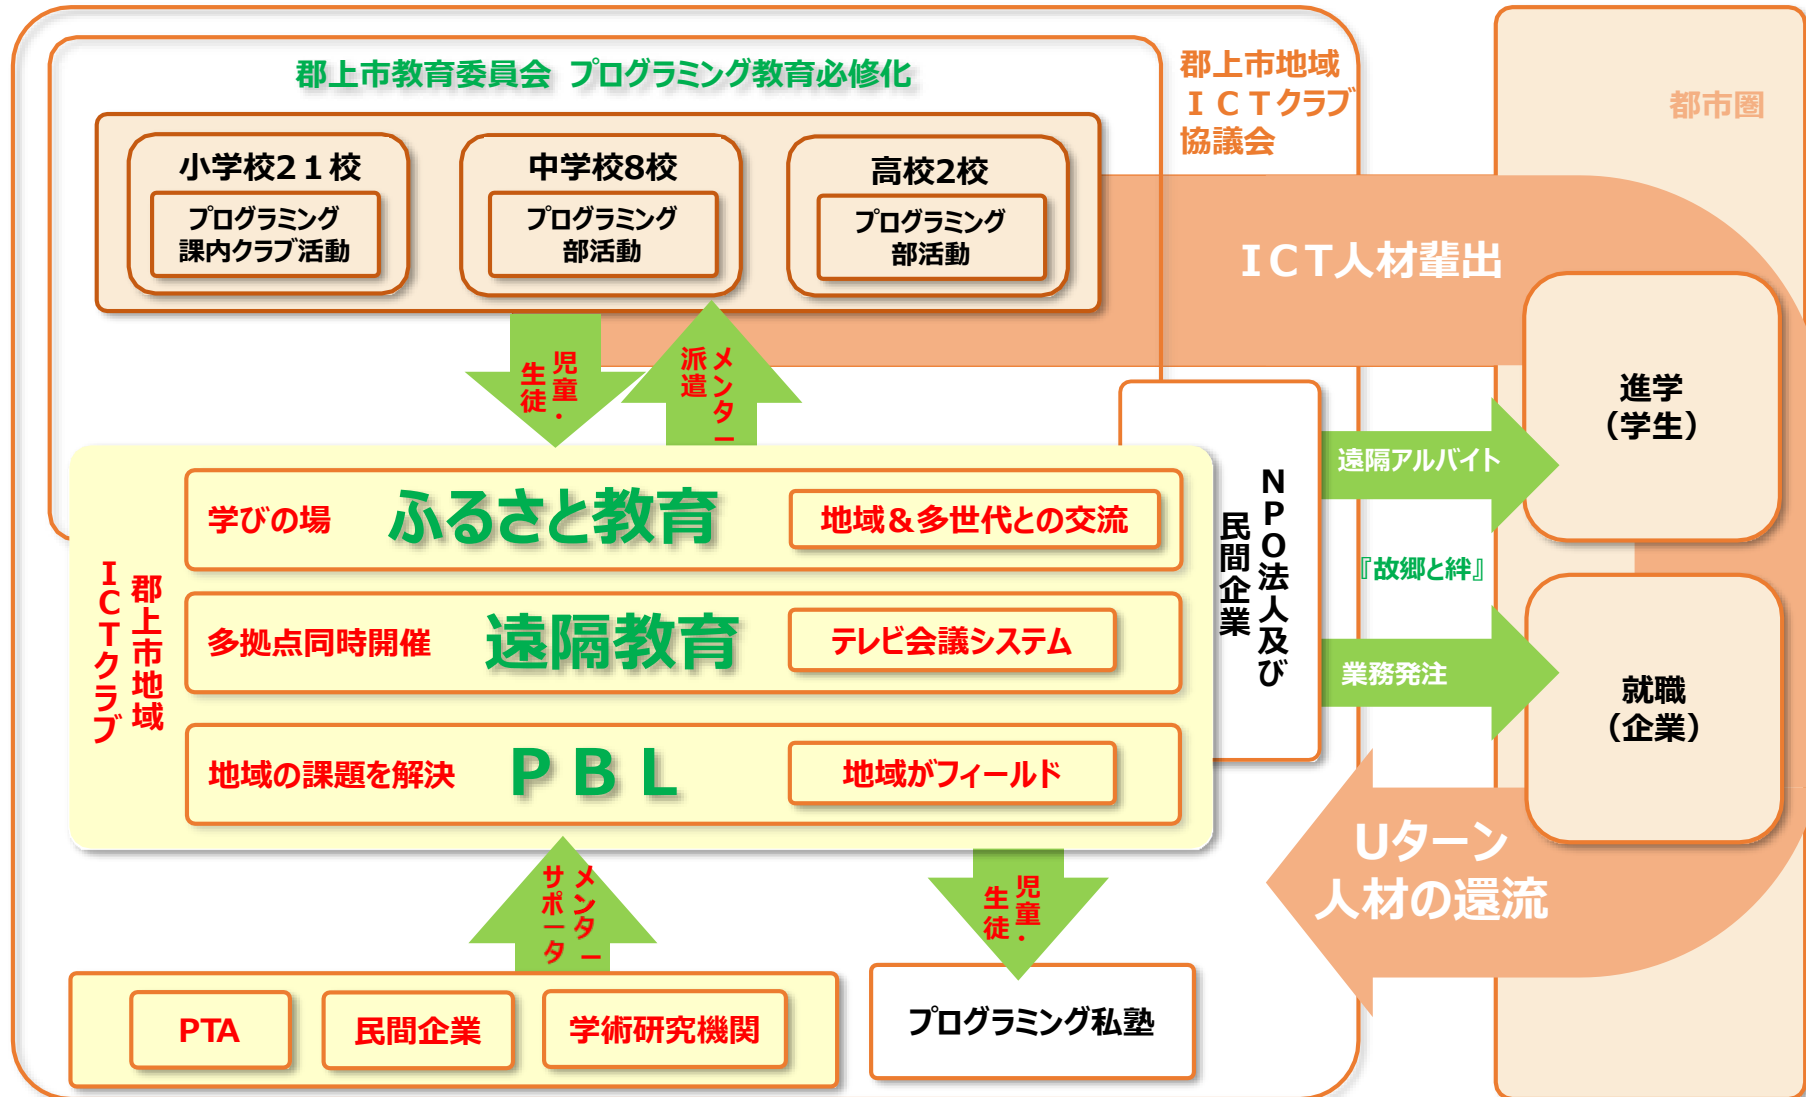 郡上市教育委員会 プログラミング教育必修化
郡上市地域
ＩＣＴクラブ
協議会
都市圏
小学校2１校
プログラミング
課内クラブ活動
中学校8校
プログラミング
部活動
高校2校
プログラミング
部活動
ＩＣＴ人材輩出
児童・
生徒
メンター
派遣
進学
（学生）
遠隔アルバイト
『故郷と絆』
業務発注
就職
（企業）
ＮＰＯ法人及び
民間企業
郡上市地域
ＩＣＴクラブ
学びの場
ふるさと教育
地域＆多世代との交流
多拠点同時開催
遠隔教育
テレビ会議システム
地域の課題を解決
ＰＢＬ
地域がフィールド
Uターン
人材の還流
メンター
サポータ
児童・
生徒
PTA
民間企業
学術研究機関
プログラミング私塾